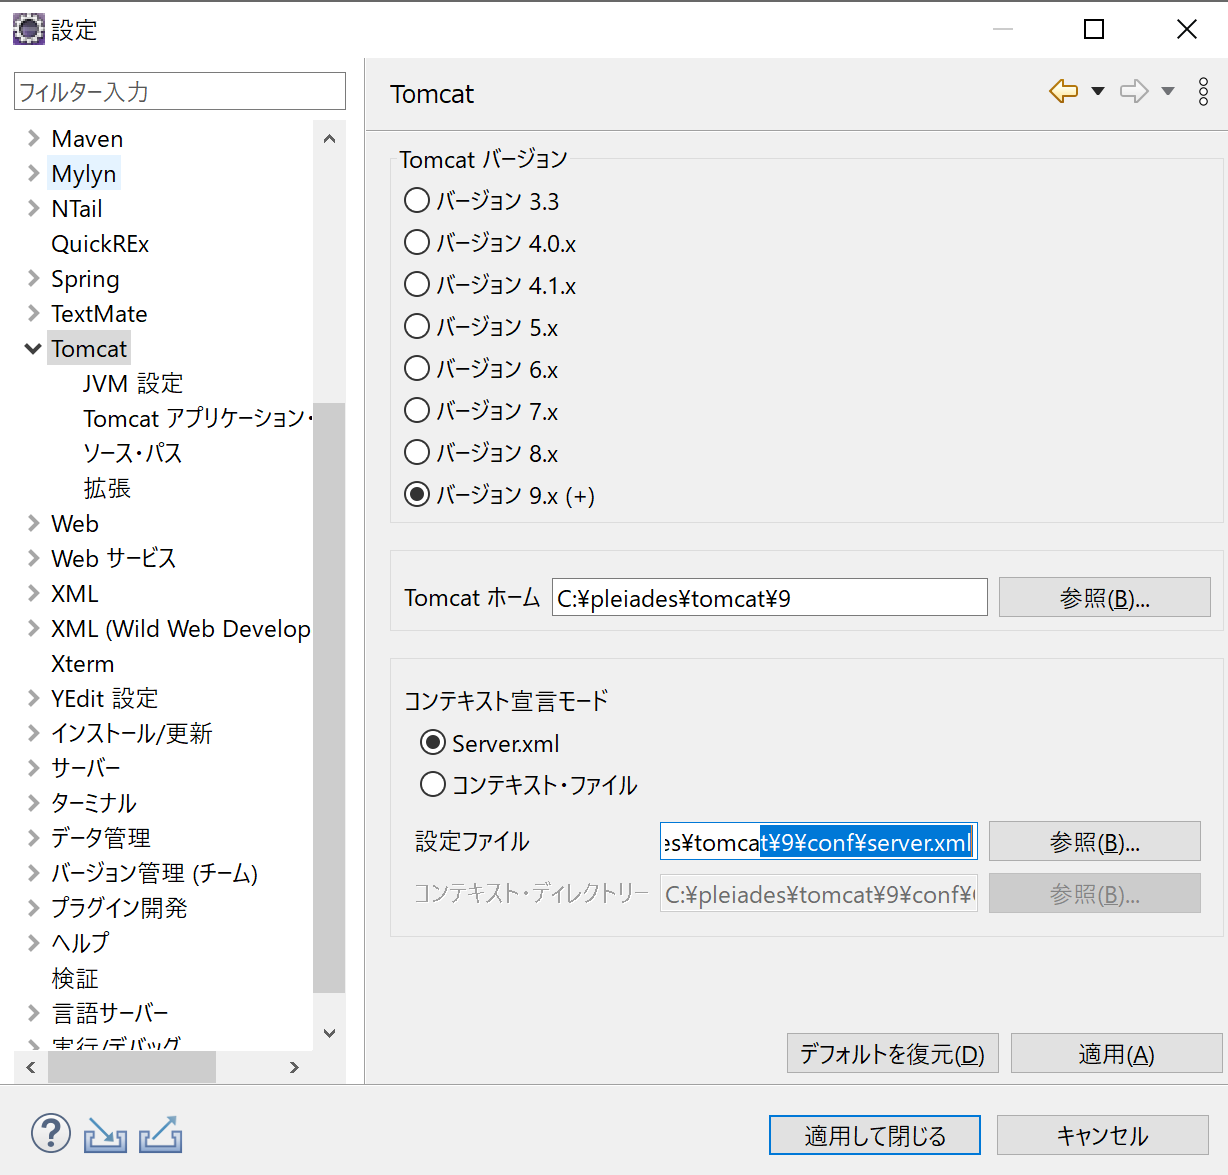 設定
フィルター入力
Maven
Mylyn
NTail
QuickREx
Spring
TextMate
Tomcat
JVM 設定
Tomcat アプリケーション・
ソース・パス
拡張
Web
Web サービス
XML
XML (Wild Web Develop
Xterm
YEdit 設定
インストール/更新
サーバー
ターミナル
データ管理
バージョン管理 (チーム)
プラグイン開発
ヘルプ
検証
言語サーバー
実行/デバッグ
Tomcat
Tomcat バージョン
バージョン 3.3
バージョン 4.0.x
バージョン 4.1.x
バージョン 5.x
バージョン 6.x
バージョン 7.x
バージョン 8.x
バージョン 9.x (+)
Tomcat ホーム C:¥pleiades¥tomcat¥9 参照(B)...
コンテキスト宣言モード
Server.xml
コンテキスト・ファイル
設定ファイル es¥tomcat¥9¥conf¥server.xml 参照(B)...
コンテキスト・ディレクトリー C:¥pleiades¥tomcat¥9¥conf¥ 参照(B)...
デフォルトを復元(D) 適用(A)
適用して閉じる キャンセル